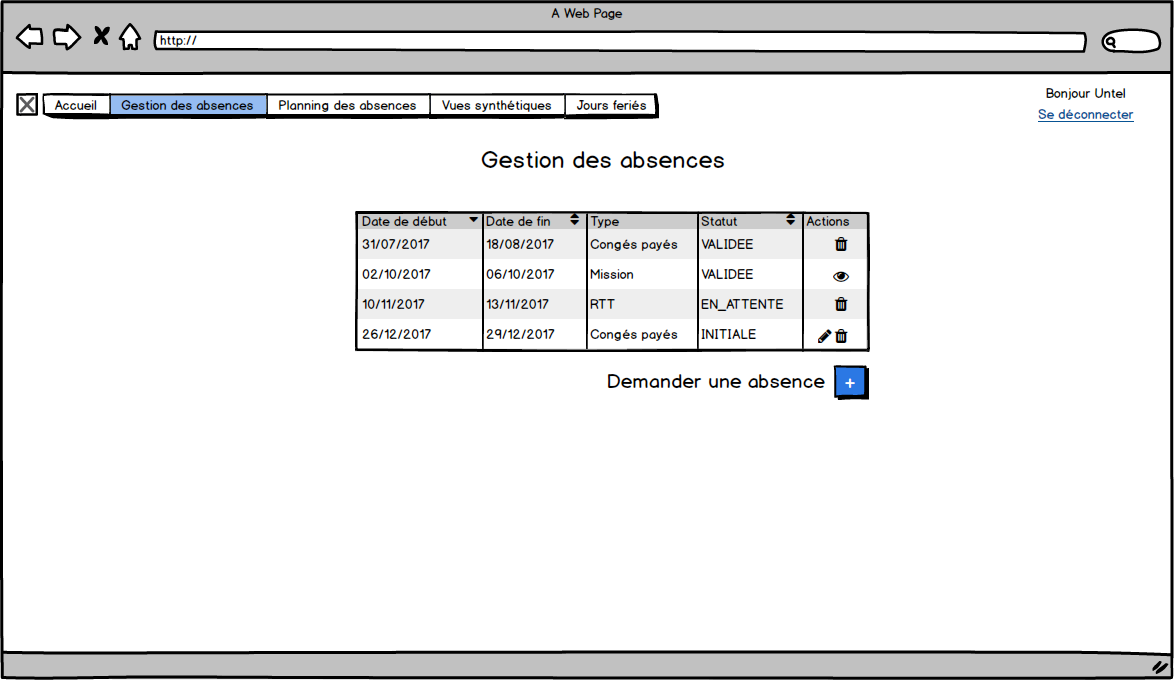 A Web Page
http://
Accueil Gestion des absences Planning des absences Vues synthétiques Jours feriés
Bonjour Untel
Se déconnecter
Gestion des absences
Date de début Date de fin Type Statut Actions
31/07/2017 18/08/2017 Congés payés VALIDEE
02/10/2017 06/10/2017 Mission VALIDEE
10/11/2017 13/11/2017 RTT EN_ATTENTE
26/12/2017 29/12/2017 Congés payés INITIALE
Demander une absence +